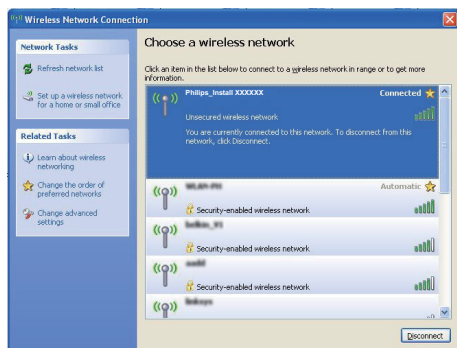 Wireless Network Connection
Network Tasks
Refresh network list
Set up a wireless network
for a home or small office
Related Tasks
Learn about wireless
networking
Change the order of
preferred networks
Change advanced
settings
Choose a wireless network
Click an item in the list below to connect to a wireless network in range or to get more
information.
Philips_Install XXXXXX
Connected
Unsecured wireless network
You are currently connected to this network. To disconnect from this
network, click Disconnect.
Automatic
Security-enabled wireless network
Security-enabled wireless network
Security-enabled wireless network
Disconnect